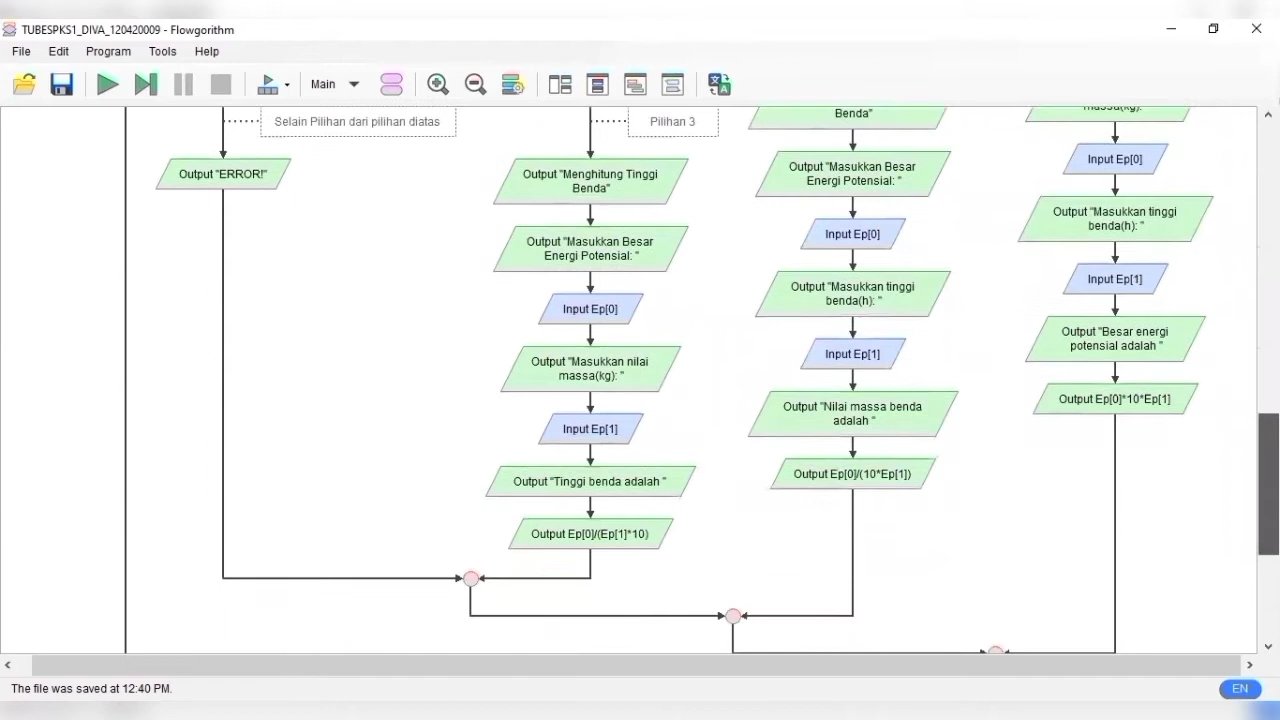 TUBESPKS1_DIVA_120420009 - Flowgorithm
File Edit Program Tools Help
Main
Selain Pilihan dari pilihan diatas
Output "ERROR!"
Pilihan 3
Output "Menghitung Tinggi
Benda"
Output "Masukkan Besar
Energi Potensial: "
Input Ep[0]
Output "Masukkan nilai
massa(kg): "
Input Ep[1]
Output "Tinggi benda adalah "
Output Ep[0]/(Ep[1]*10)
Benda"
Output "Masukkan Besar
Energi Potensial: "
Input Ep[0]
Output "Masukkan tinggi
benda(h): "
Input Ep[1]
Output "Nilai massa benda
adalah "
Output Ep[0]/(10*Ep[1])
massa(kg):
Input Ep[0]
Output "Masukkan tinggi
benda(h): "
Input Ep[1]
Output "Besar energi
potensial adalah "
Output Ep[0]*10*Ep[1]
The file was saved at 12:40 PM.
EN